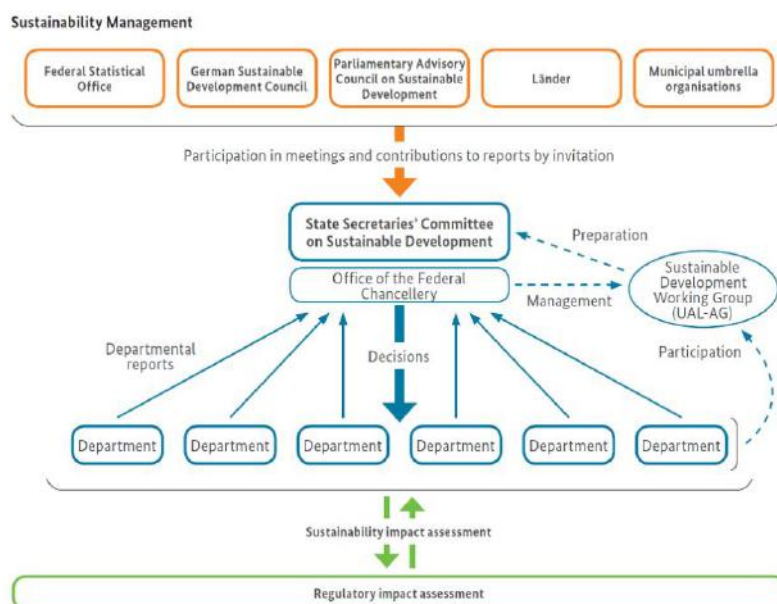 Sustainability Management
Federal Statistical
Office
German Sustainable
Development Council
Parliamentary Advisory
Council on Sustainable
Development
Länder
Municipal umbrella
organisations
Participation in meetings and contributions to reports by invitation
State Secretaries' Committee
on Sustainable Development
Preparation
Office of the Federal
Chancellery
Management
Sustainable
Development
Working Group
(UAL-AG)
Departmental
reports
Decisions
Participation
Department
Department
Department
Department
Department
Department
Sustainability impact assessment
Regulatory impact assessment